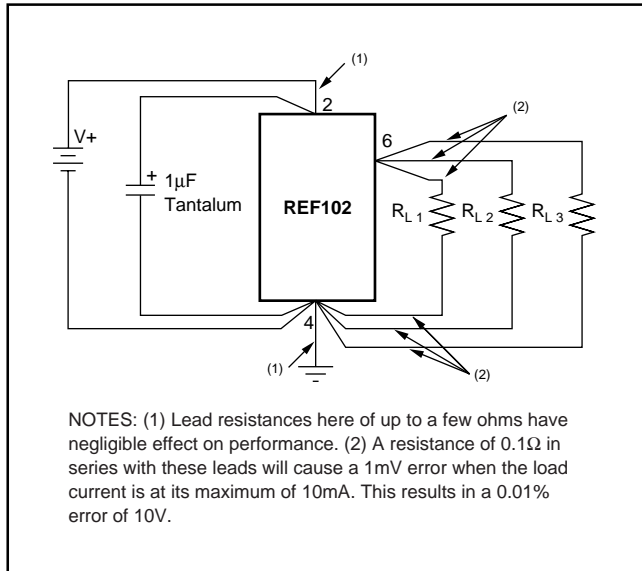 (1)
2
(2)
6
V+
+
1µF
Tantalum
REF102
R L 1
R L 2
R L 3
4
(1)
(2)
NOTES: (1) Lead resistances here of up to a few ohms have
negligible effect on performance. (2) A resistance of 0.1Ω in
series with these leads will cause a 1mV error when the load
current is at its maximum of 10mA. This results in a 0.01%
error of 10V.